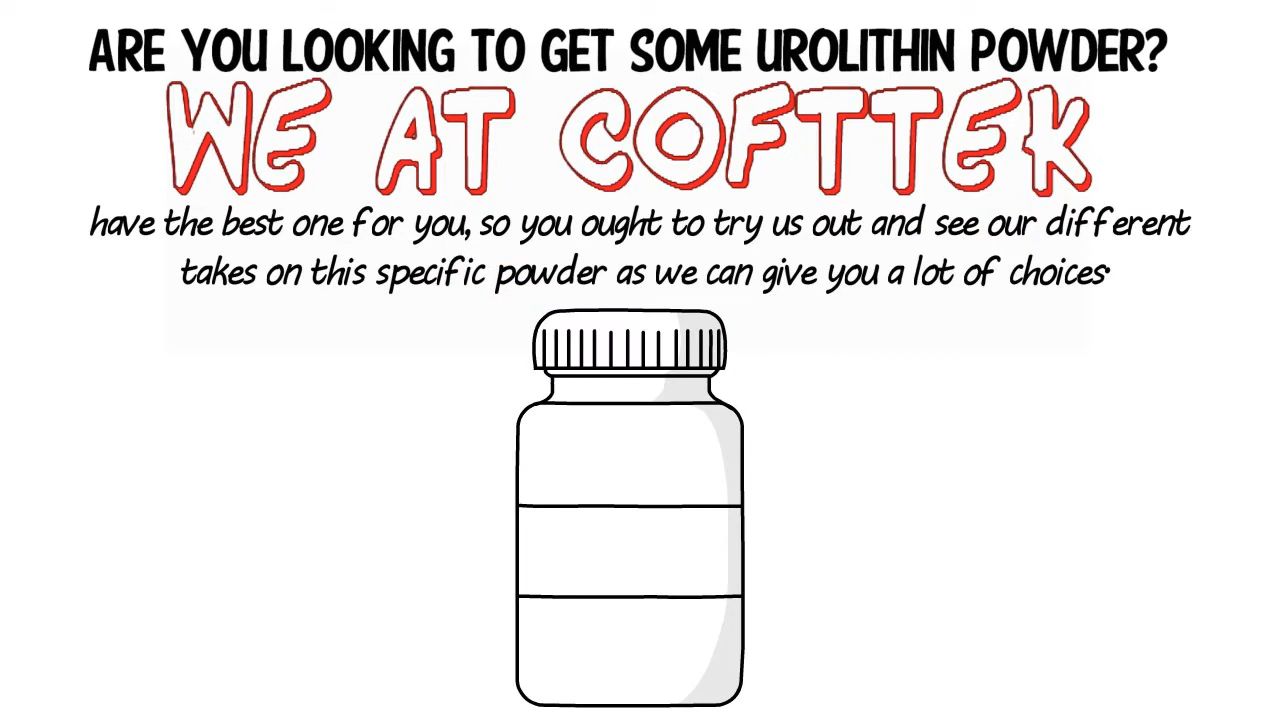 ARE YOU LOOKING TO GET SOME UROLITHIN POWDER?
WE AT COFTTEK
have the best one for you, so you ought to try us out and see our different
takes on this specific powder as we can give you a lot of choices.